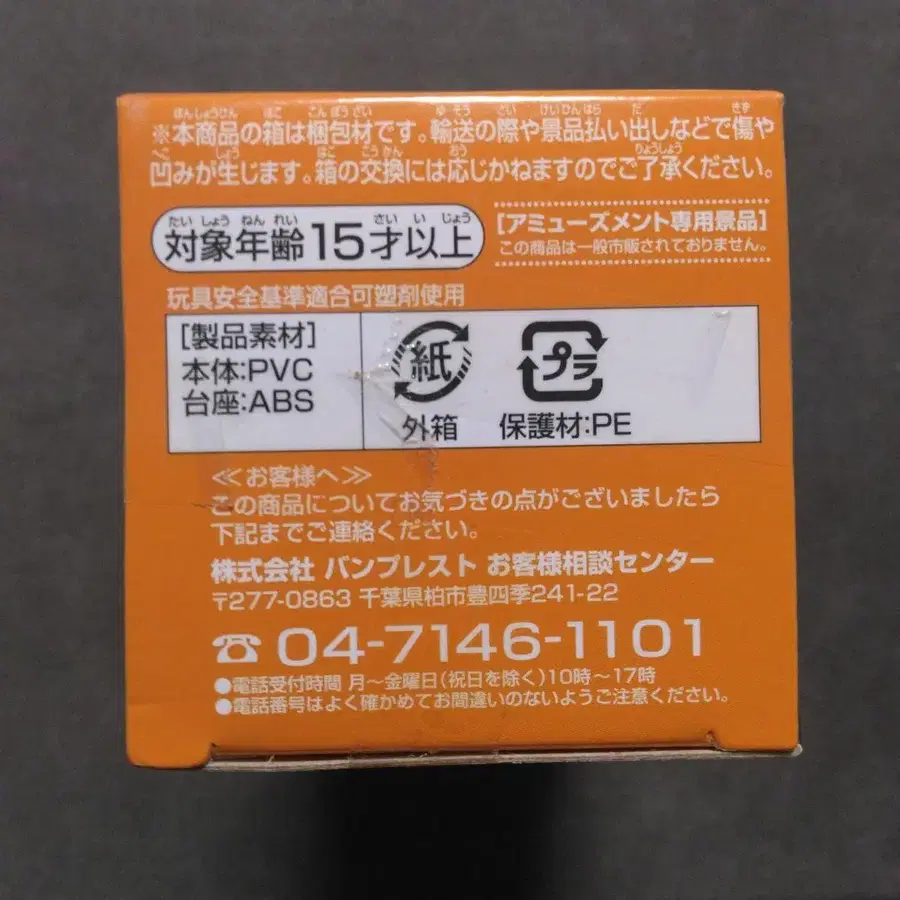 ※本商品の箱は梱包材です。輸送の際や景品払い出しなどで傷や
凹みが生じます。箱の交換には応じかねますのでご了承ください。
対象年齢15才以上
[アミューズメント専用景品]
この商品は一般市販されておりません。
玩具安全基準適合可塑剤使用
[製品素材]
本体:PVC
台座:ABS
紙
外箱
プラ
保護材:PE
≪お客様へ≫
この商品についてお気づきの点がございましたら
下記までご連絡ください。
株式会社 バンプレスト お客様相談センター
〒277-0863 千葉県柏市豊四季241-22
☎04-7146-1101
●電話受付時間 月〜金曜日(祝日を除く)10時〜17時
●電話番号はよく確かめてお間違いのないようご注意ください。